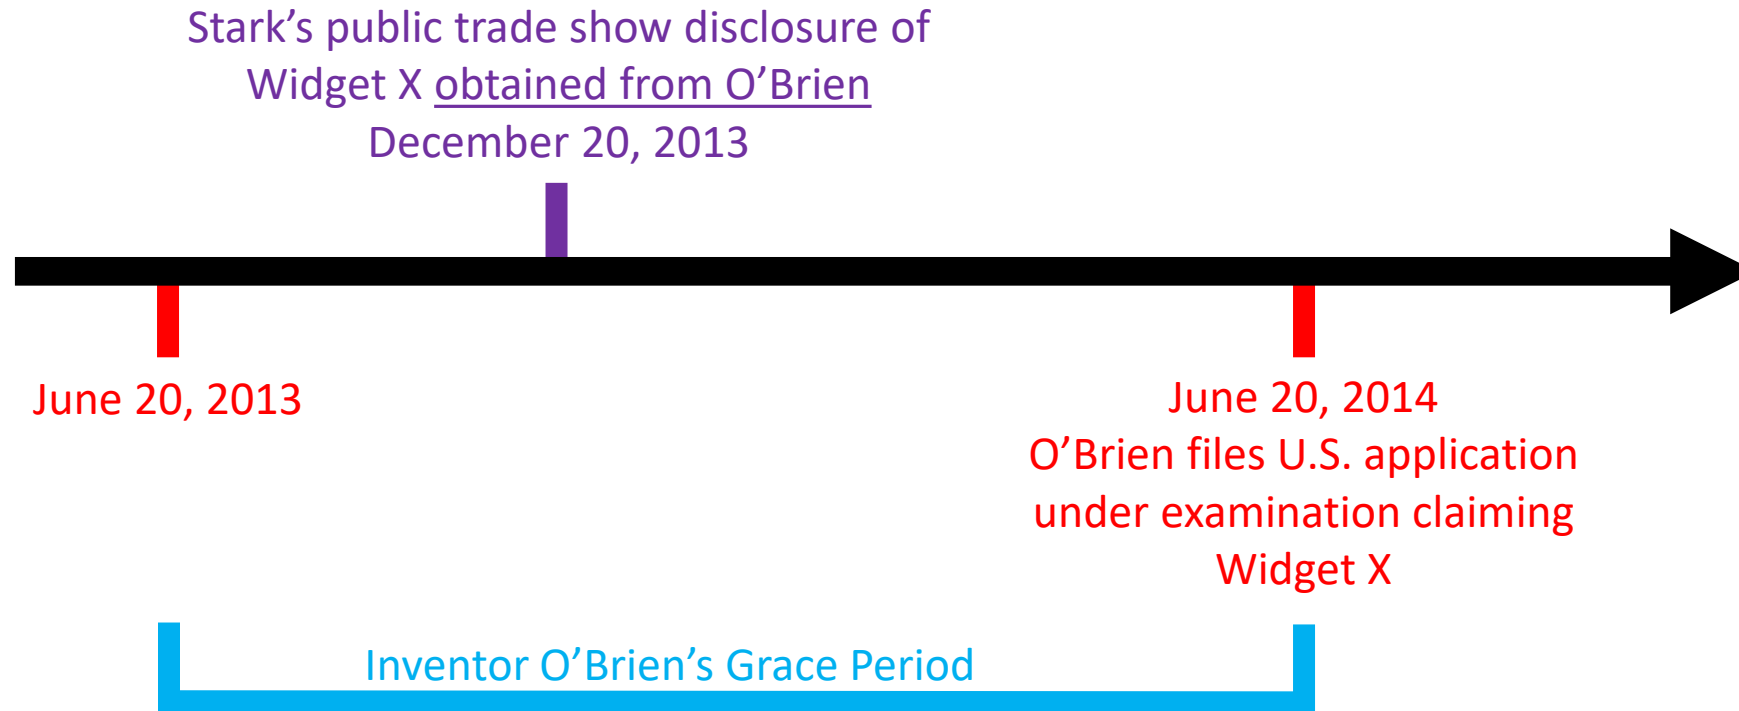 Stark’s public trade show disclosure of
Widget X obtained from O’Brien
December 20, 2013
June 20, 2013
June 20, 2014
O’Brien files U.S. application
under examination claiming
Widget X
Inventor O’Brien’s Grace Period